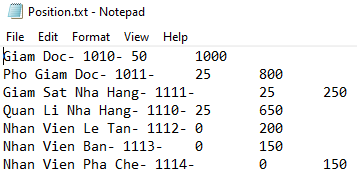 Position.txt - Notepad
File Edit Format View Help
Giam Doc- 1010- 50 1000
Pho Giam Doc- 1011- 25 800
Giam Sat Nha Hang- 1111- 25 250
Quan Li Nha Hang- 1110- 25 650
Nhan Vien Le Tan- 1112- 0 200
Nhan Vien Ban- 1113- 0 150
Nhan Vien Pha Che- 1114- 0 150